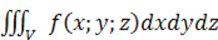 ∭_V f(x; y; z)dxdydz